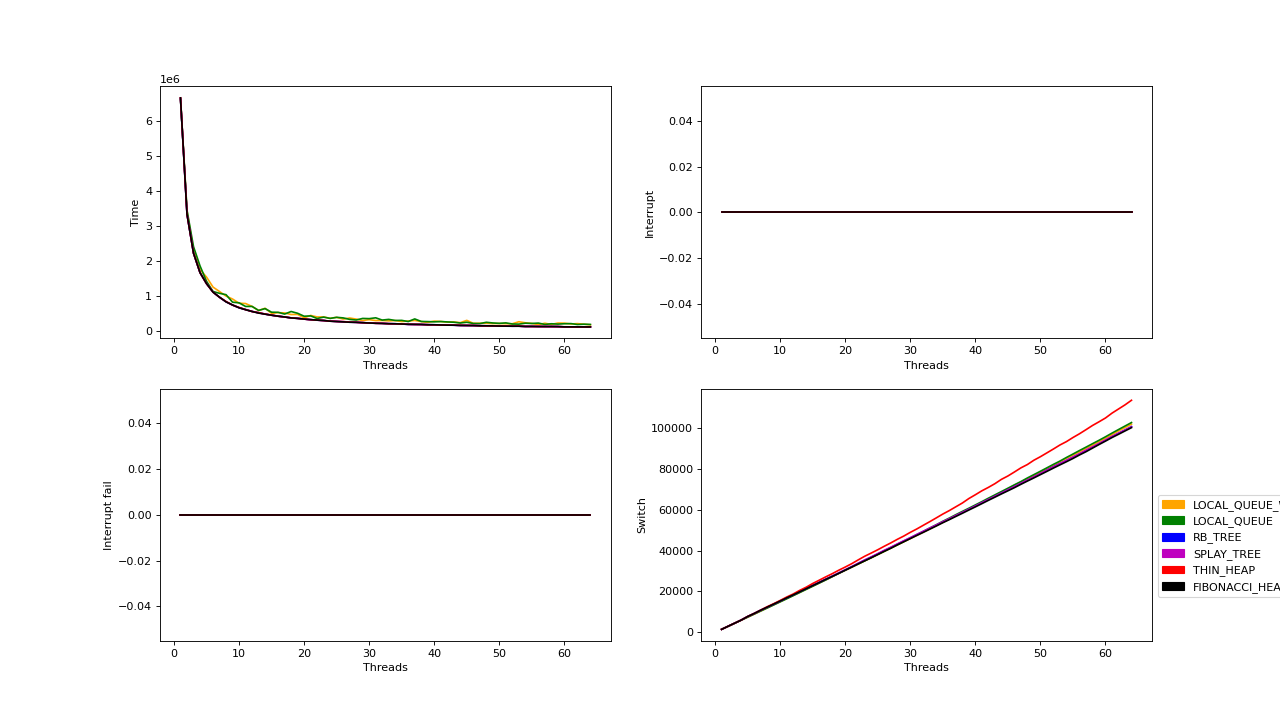 1e6
6
5
4
3
2
1
0
Time
0 10 20 30 40 50 60
Threads
0.04
0.02
0.00
−0.02
−0.04
Interrupt
0 10 20 30 40 50 60
Threads
0.04
0.02
0.00
−0.02
−0.04
Interrupt fail
0 10 20 30 40 50 60
Threads
100000
80000
60000
40000
20000
0
Switch
0 10 20 30 40 50 60
Threads
LOCAL_QUEUE_
LOCAL_QUEUE
RB_TREE
SPLAY_TREE
THIN_HEAP
FIBONACCI_HEA